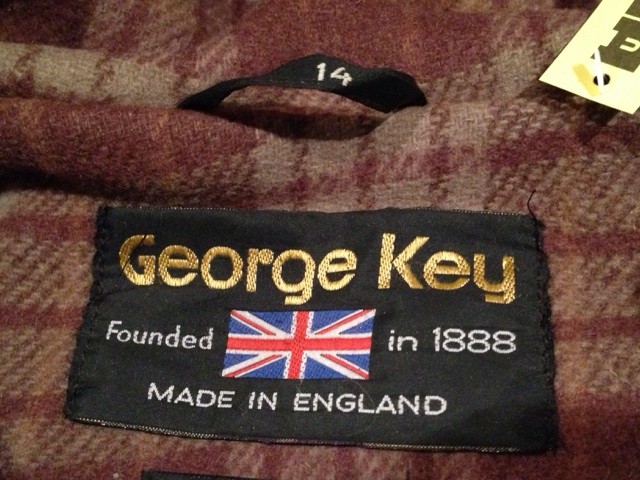 14
George Key
Founded in 1888
MADE IN ENGLAND